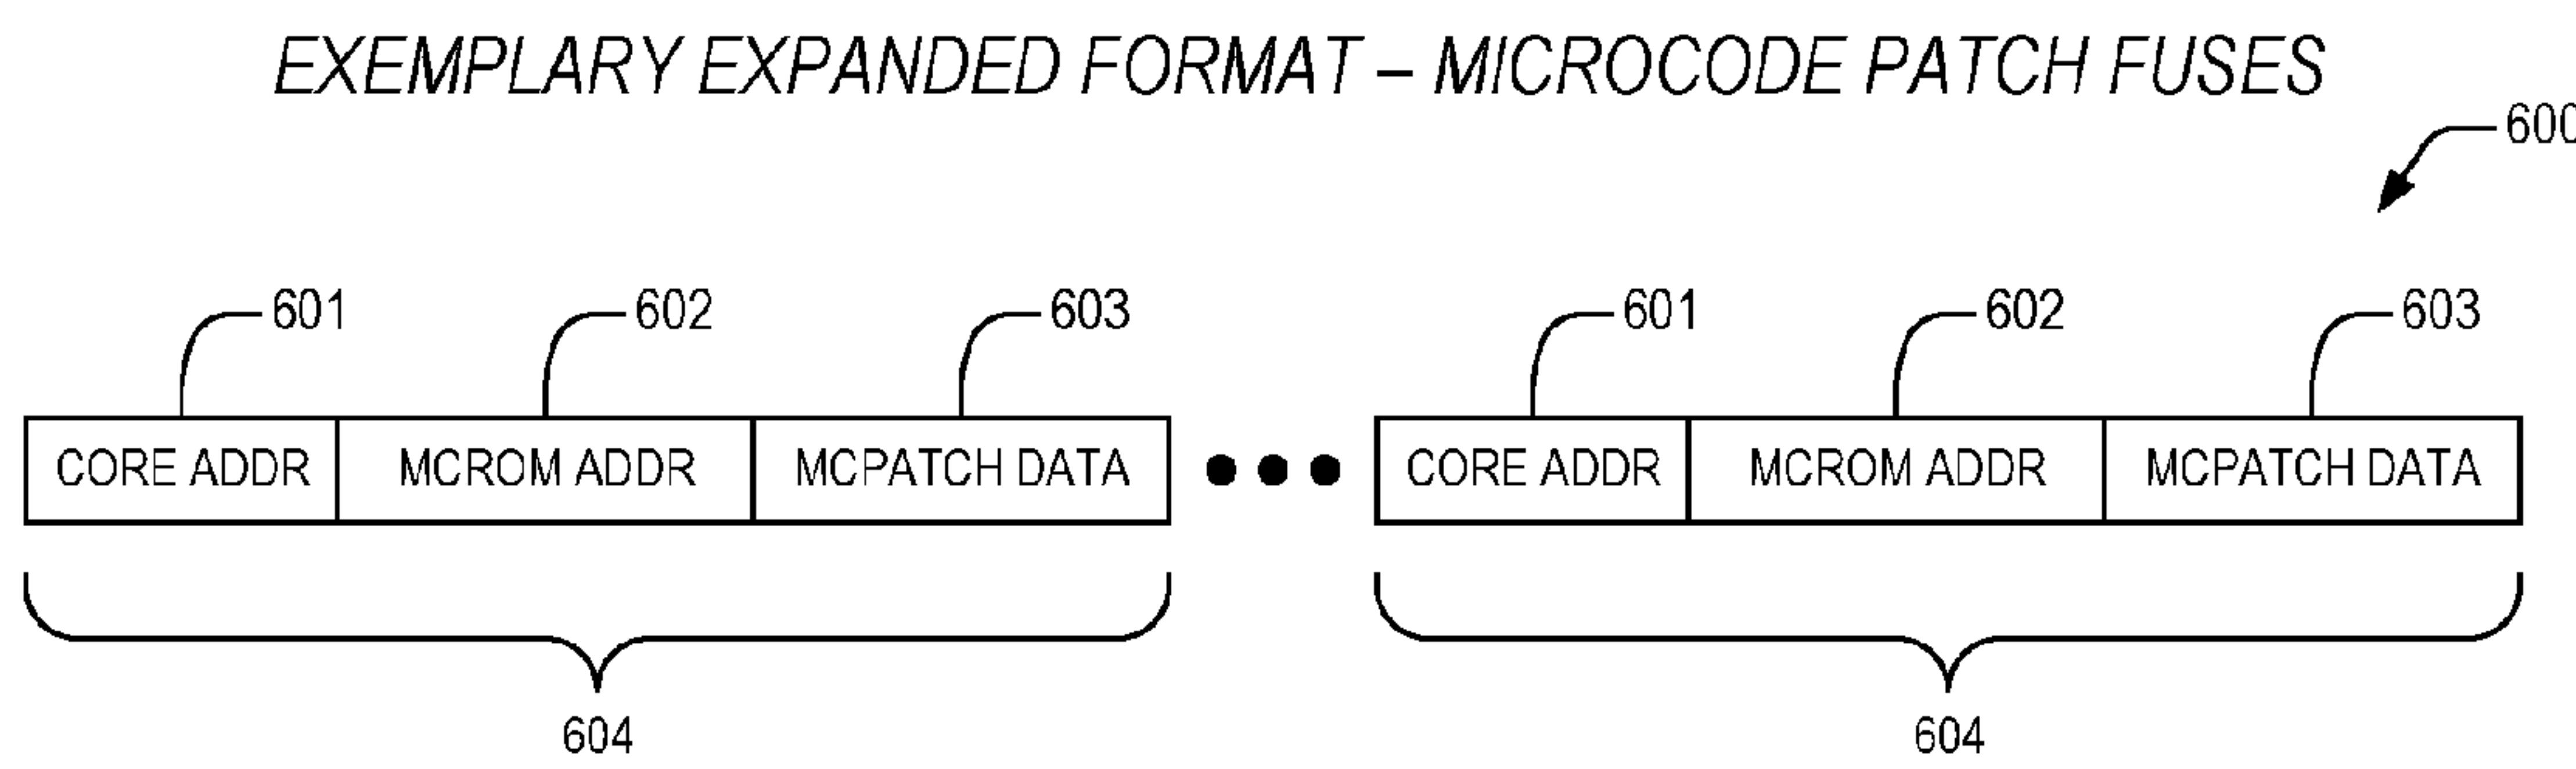 EXEMPLARY EXPANDED FORMAT – MICROCODE PATCH FUSES
600
601 602 603 601 602 603
CORE ADDR MCROM ADDR MCPATCH DATA ••• CORE ADDR MCROM ADDR MCPATCH DATA
604 604